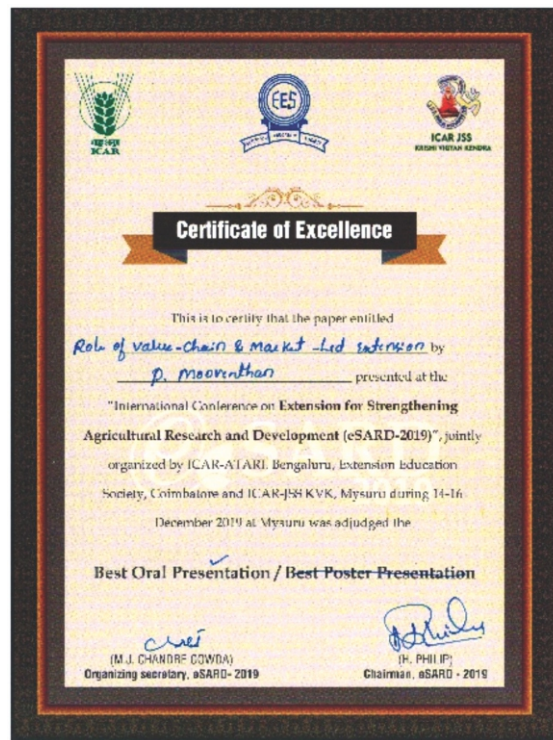 भाकृअनुप
ICAR
EES
ICAR JSS
KRISHI VIGYAN KENDRA
Certificate of Excellence
This is to certify that the paper entitled
Role of value-chain & Market-Led extension by
P. Mooventhan presented at the
"International Conference on Extension for Strengthening
Agricultural Research and Development (eSARD-2019)", jointly
organized by ICAR-ATARI, Bengaluru, Extension Education
Society, Coimbatore and ICAR-JSS KVK, Mysuru during 14-16
December 2019 at Mysuru was adjudged the
Best Oral Presentation / Best Poster Presentation
(M.J. CHANDRE GOWDA)
Organizing secretary, eSARD- 2019
(H. PHILIP)
Chairman, eSARD - 2019